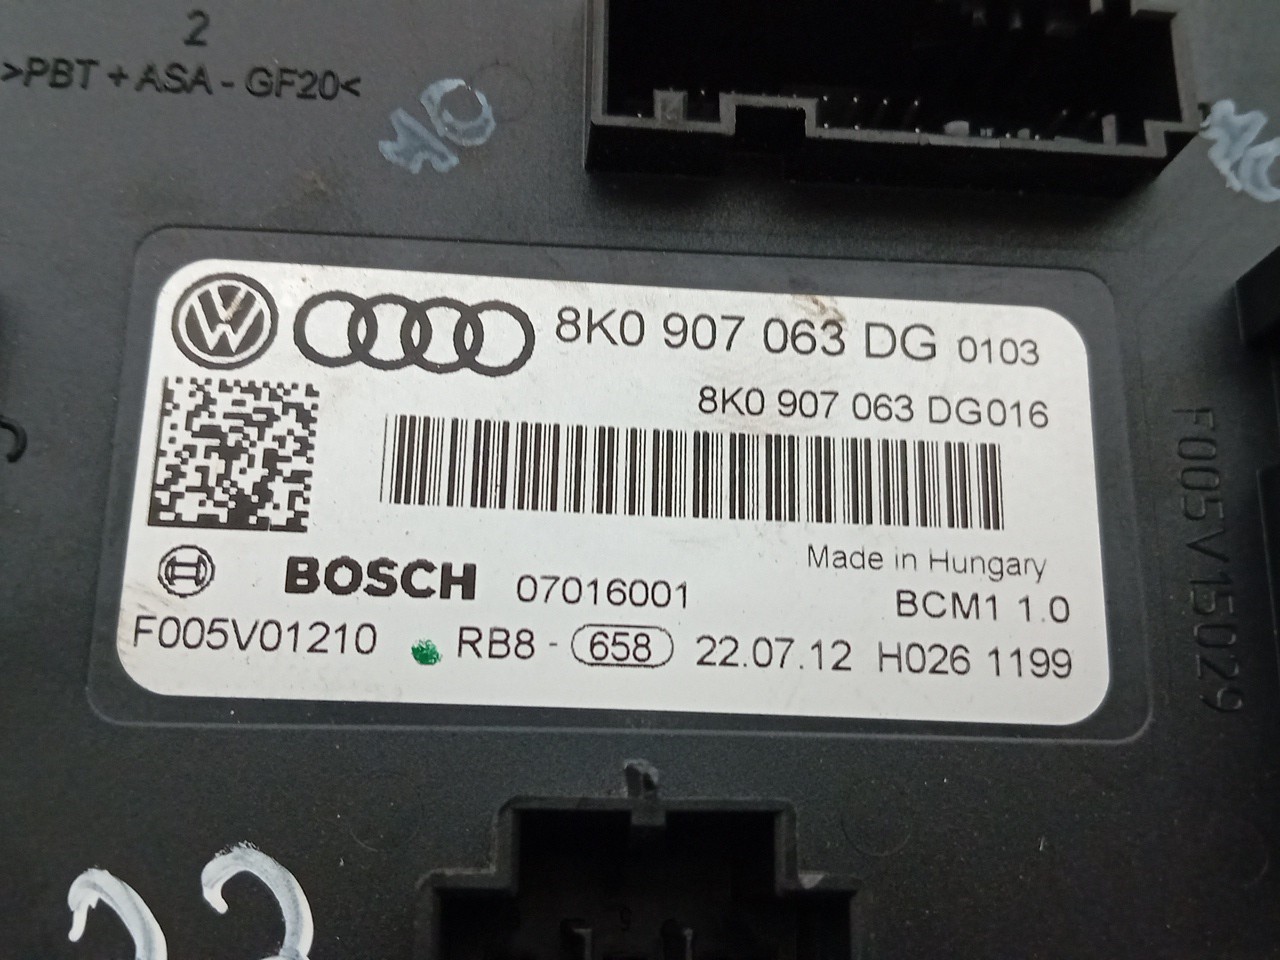 2
>PBT + ASA - GF20<
8K0 907 063 DG 0103
8K0 907 063 DG016
Made in Hungary
BOSCH 07016001
BCM1 1.0
F005V01210 RB8 - 658 22.07.12 H026 1199
F005V15029